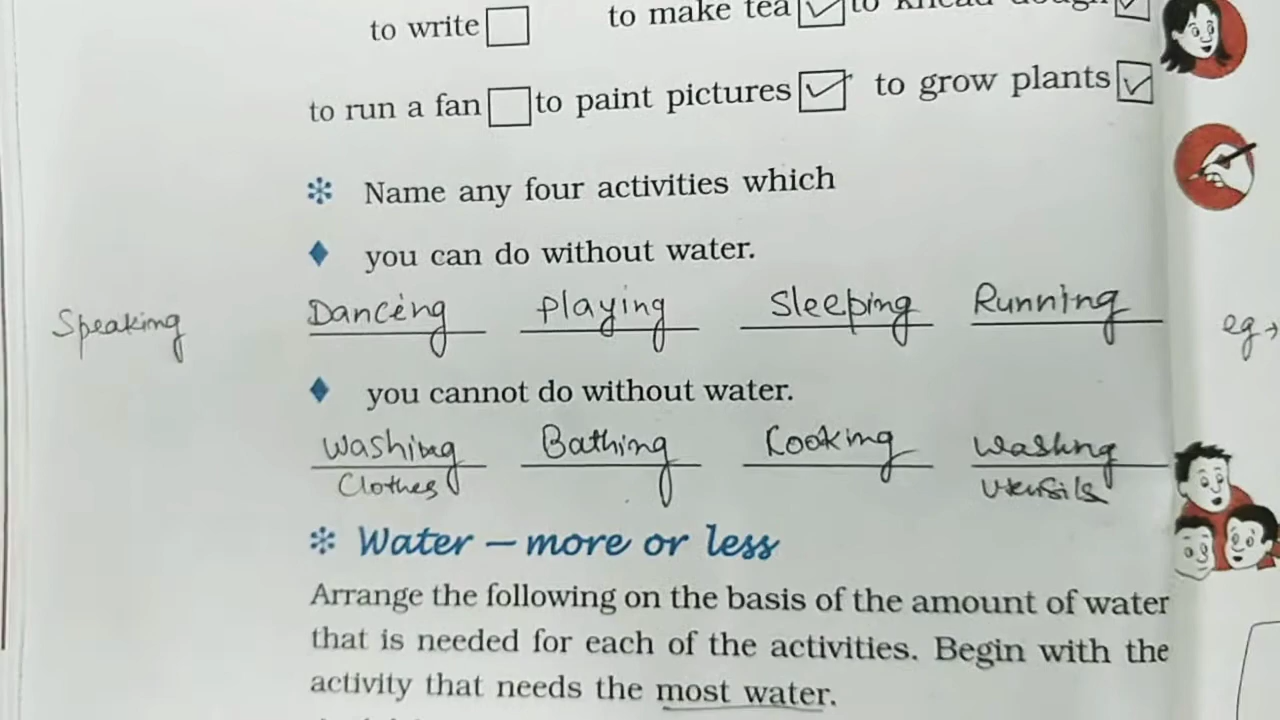 to write to make tea to knead dough
to run a fan to paint pictures to grow plants
Name any four activities which
you can do without water.
Speaking Dancing playing Sleeping Running eg
you cannot do without water.
Washing Bathing Cooking Washng
Clothes Utensils
Water – more or less
Arrange the following on the basis of the amount of water
that is needed for each of the activities. Begin with the
activity that needs the most water.